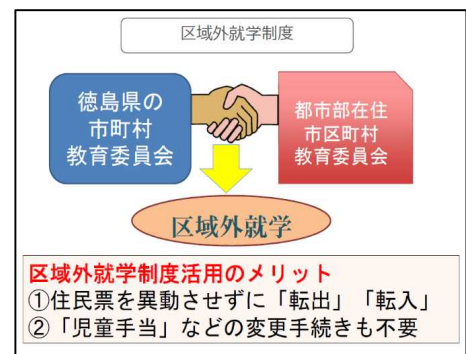 区域外就学制度
徳島県の
市町村
教育委員会
都市部在住
市区町村
教育委員会
区域外就学
区域外就学制度活用のメリット
①住民票を異動させずに「転出」「転入」
②「児童手当」などの変更手続きも不要